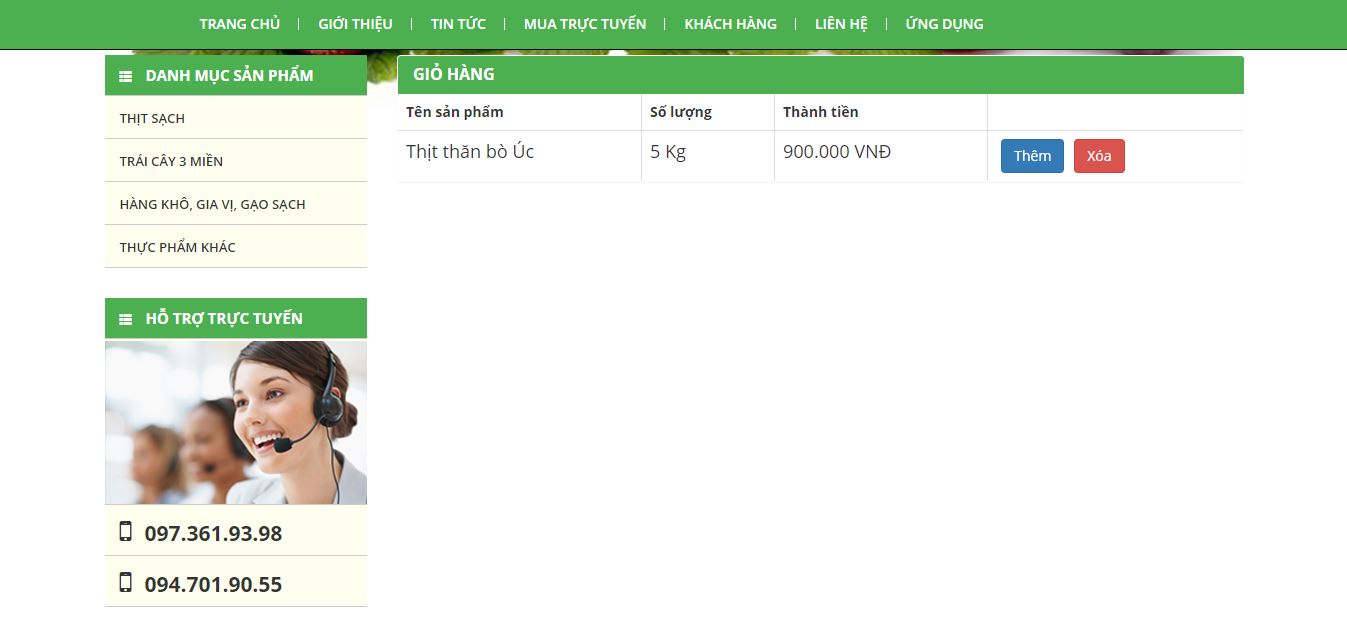 TRANG CHỦ GIỚI THIỆU TIN TỨC MUA TRỰC TUYẾN KHÁCH HÀNG LIÊN HỆ ỨNG DỤNG
DANH MỤC SẢN PHẨM
THỊT SẠCH
TRÁI CÂY 3 MIỀN
HÀNG KHÔ, GIA VỊ, GẠO SẠCH
THỰC PHẨM KHÁC
HỖ TRỢ TRỰC TUYẾN
097.361.93.98
094.701.90.55
GIỎ HÀNG
Tên sản phẩm Số lượng Thành tiền
Thịt thăn bò Úc 5 Kg 900.000 VNĐ Thêm Xóa